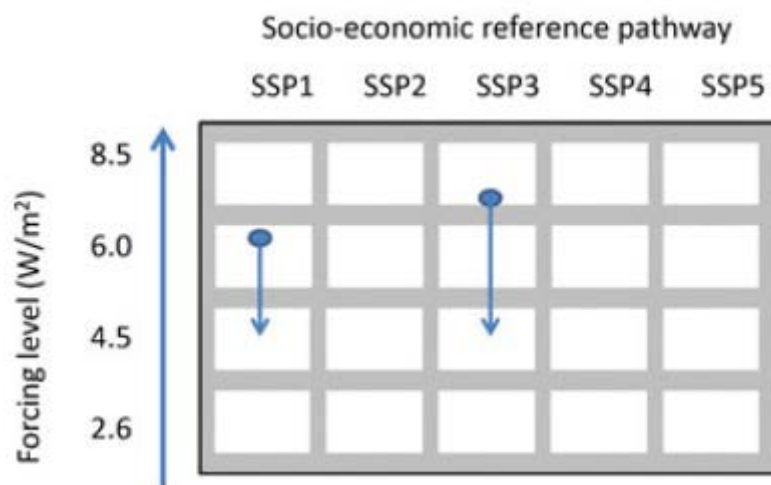 Socio-economic reference pathway
SSP1 SSP2 SSP3 SSP4 SSP5
Forcing level (W/m²)
8.5
6.0
4.5
2.6